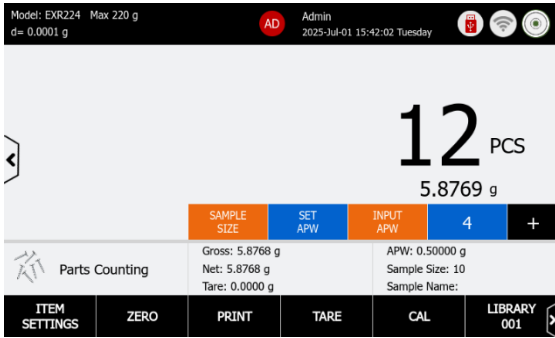 Model: EXR224 Max 220 g
d= 0.0001 g
AD
Admin
2025-Jul-01 15:42:02 Tuesday
12 PCS
5.8769 g
SAMPLE SIZE
SET APW
INPUT APW
4
+
Parts Counting
Gross: 5.8768 g
Net: 5.8768 g
Tare: 0.0000 g
APW: 0.50000 g
Sample Size: 10
Sample Name:
ITEM SETTINGS
ZERO
PRINT
TARE
CAL
LIBRARY 001